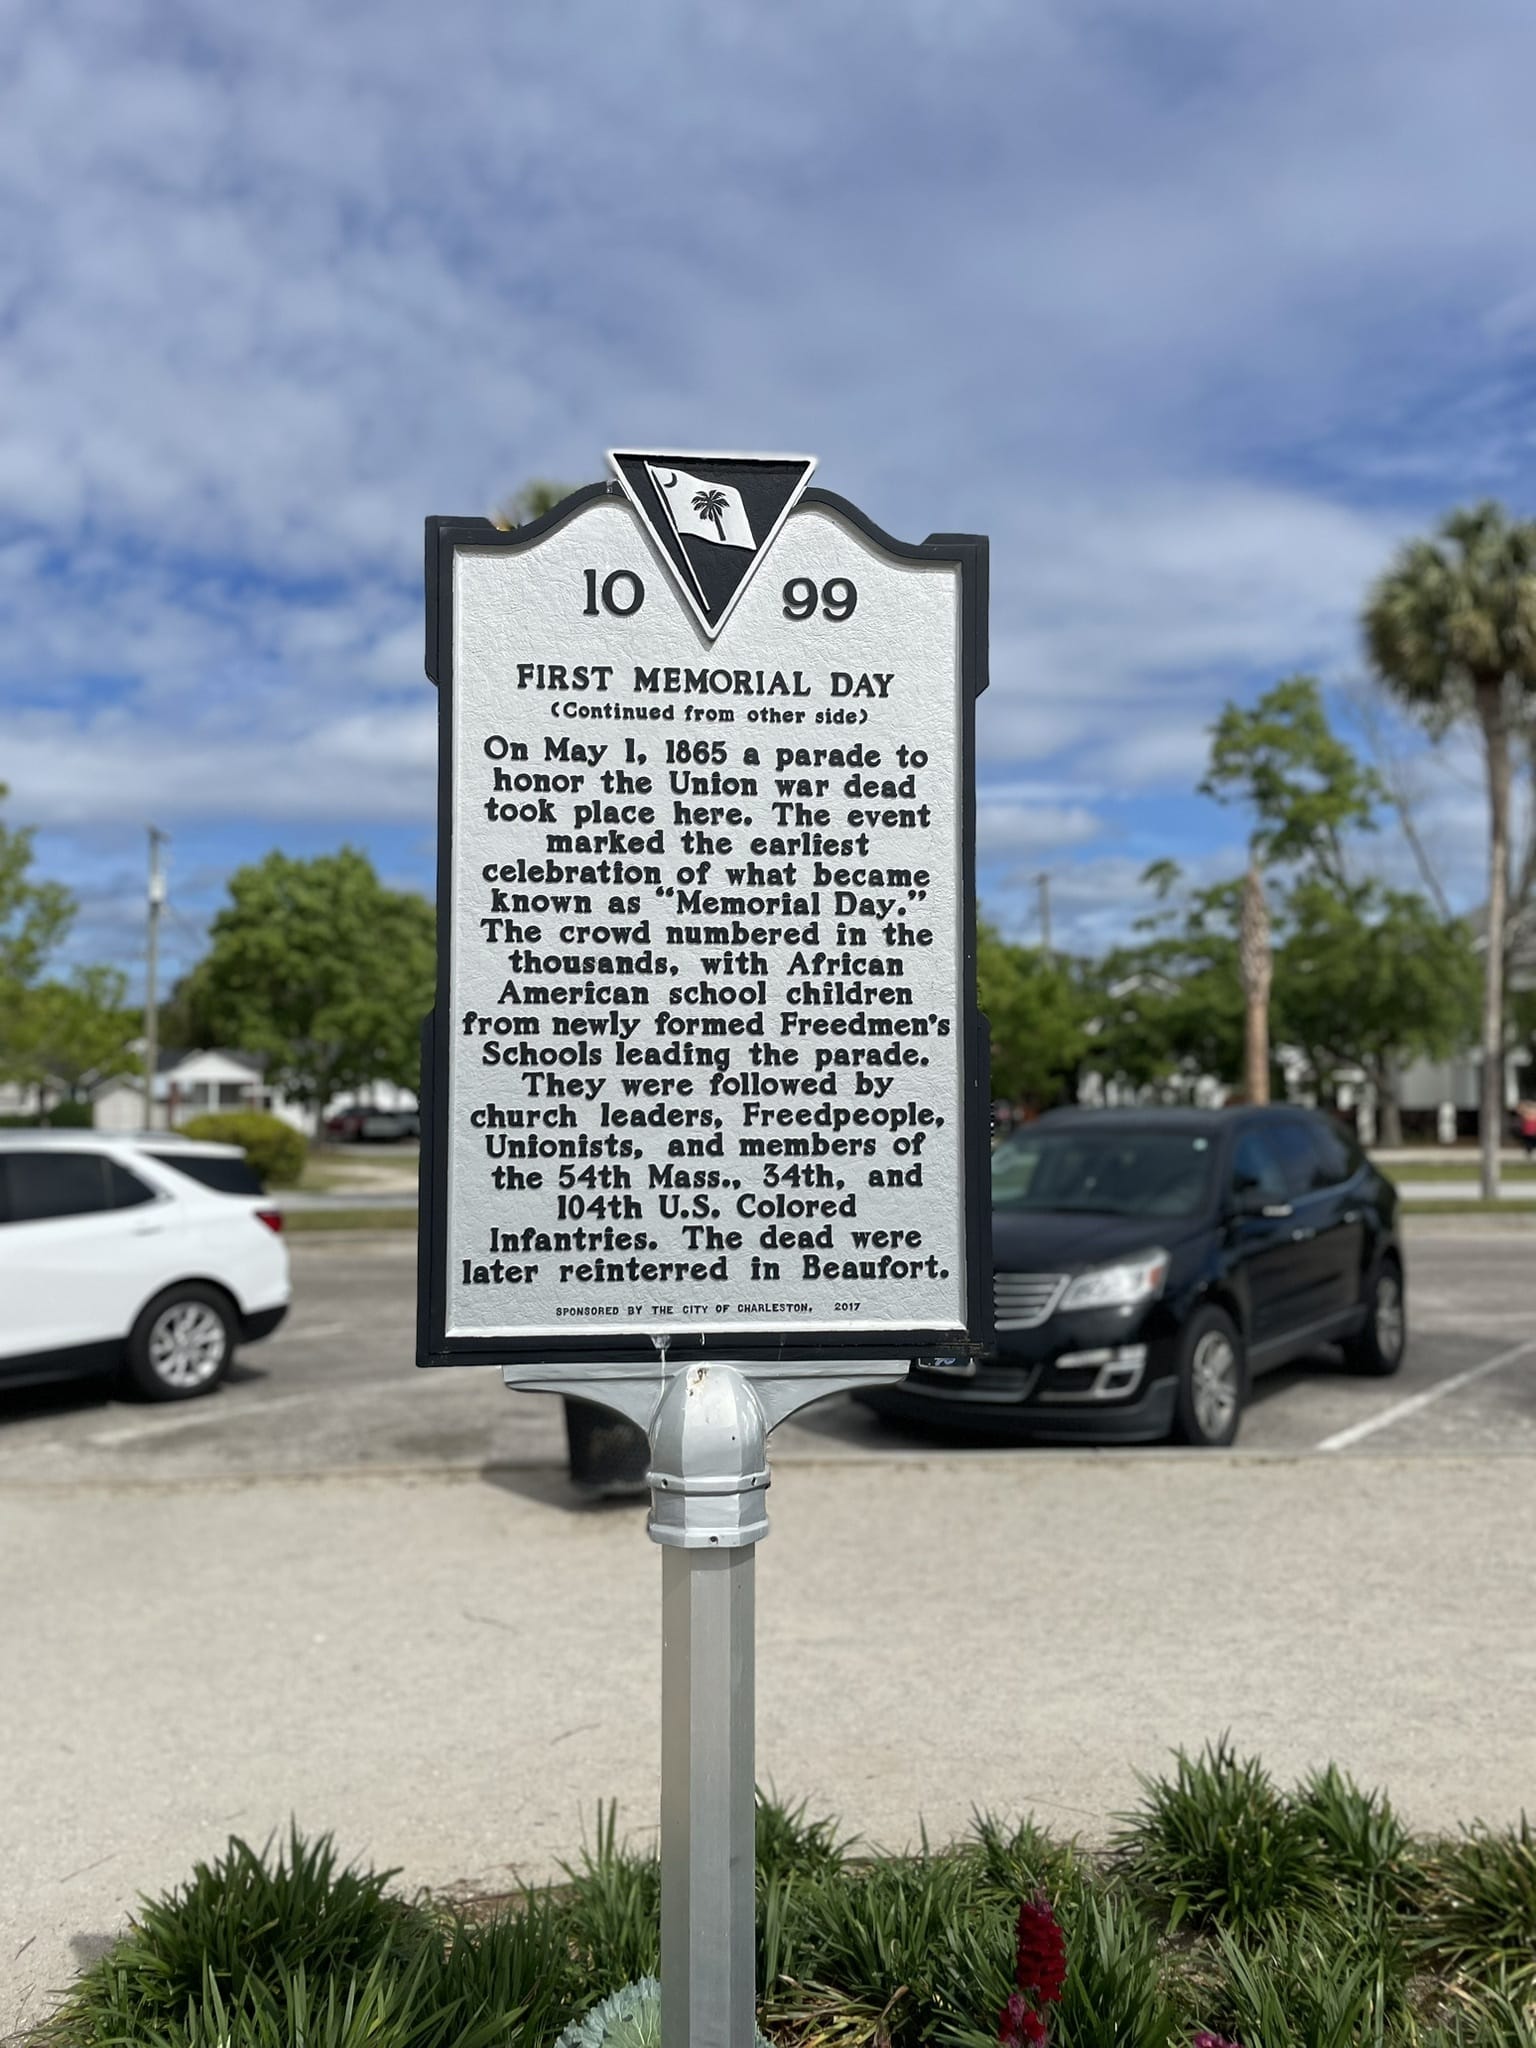 10 99
FIRST MEMORIAL DAY
(Continued from other side)
On May 1, 1865 a parade to
honor the Union war dead
took place here. The event
marked the earliest
celebration of what became
known as “Memorial Day.”
The crowd numbered in the
thousands, with African
American school children
from newly formed Freedmen's
Schools leading the parade.
They were followed by
church leaders, Freedpeople,
Unionists, and members of
the 54th Mass., 34th, and
104th U.S. Colored
Infantries. The dead were
later reinterred in Beaufort.
SPONSORED BY THE CITY OF CHARLESTON, 2017